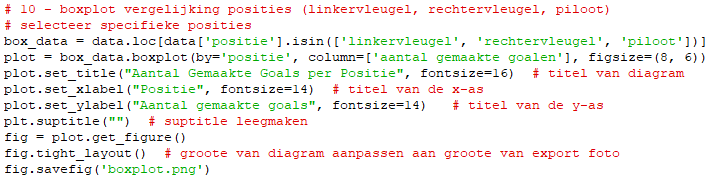 # 10 - boxplot vergelijking posities (linkervleugel, rechtervleugel, piloot)
# selecteer specifieke posities
box_data = data.loc[data['positie'].isin(['linkervleugel', 'rechtervleugel', 'piloot'])]
plot = box_data.boxplot(by='positie', column=['aantal gemaakte goalen'], figsize=(8, 6))
plot.set_title("Aantal Gemaakte Goals per Positie", fontsize=16)  # titel van diagram
plot.set_xlabel("Positie", fontsize=14)  # titel van de x-as
plot.set_ylabel("Aantal gemaakte goals", fontsize=14)   # titel van de y-as
plt.suptitle("")  # suptitle leegmaken
fig = plot.get_figure()
fig.tight_layout()  # groote van diagram aanpassen aan groote van export foto
fig.savefig('boxplot.png')